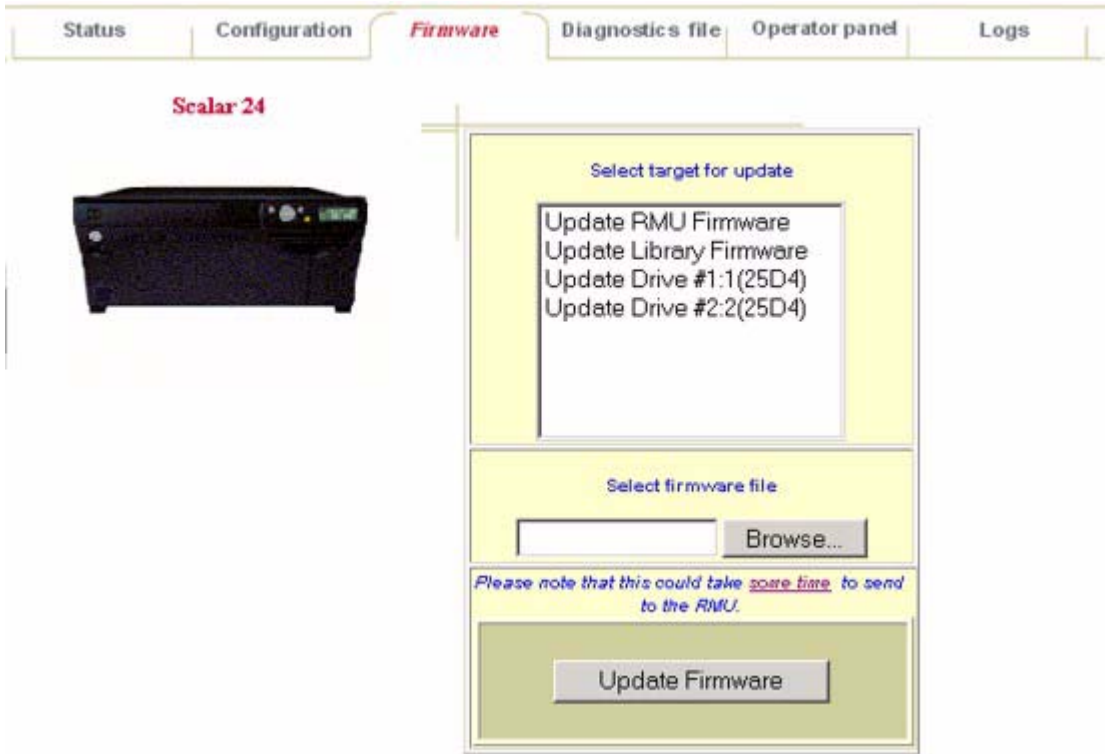 Status Configuration Firmware Diagnostics file Operator panel Logs
Scalar 24
Select target for update
Update RMU Firmware
Update Library Firmware
Update Drive #1:1(25D4)
Update Drive #2:2(25D4)
Select firmware file
Browse...
Please note that this could take some time to send
to the RMU.
Update Firmware